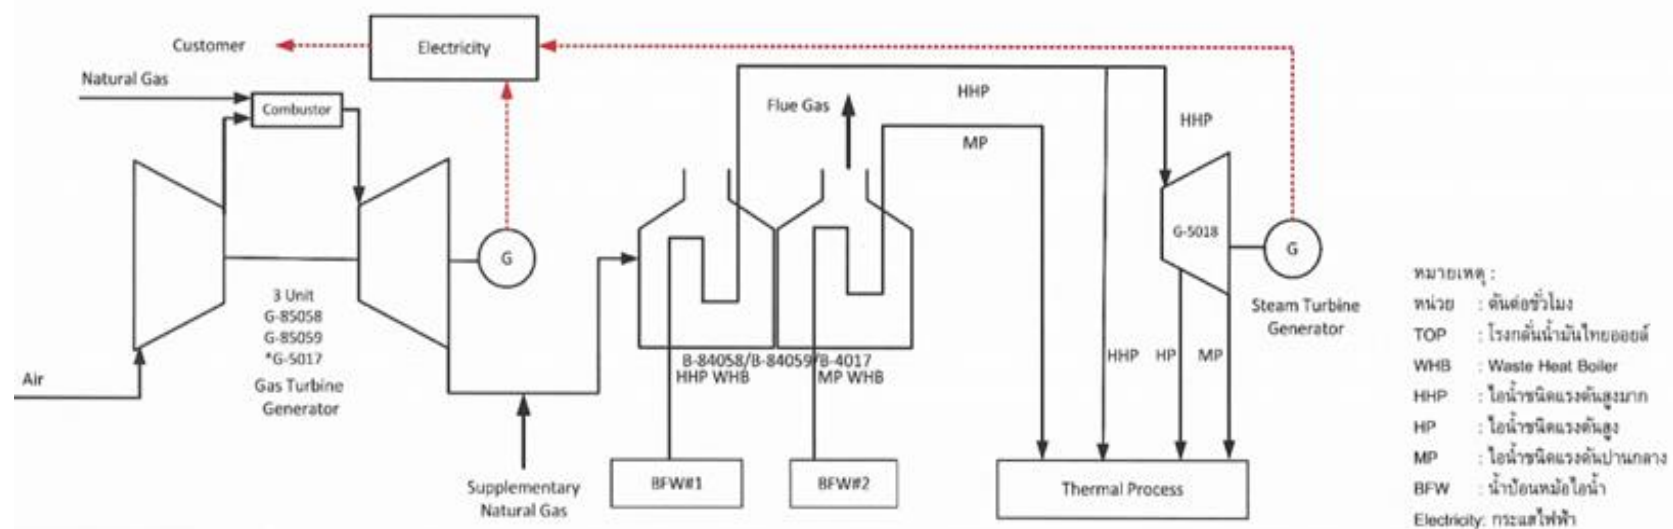 Customer
Electricity
Natural Gas
Combustor
Flue Gas
HHP
HHP
MP
G-5018
G
G
3 Unit
G-85058
G-85059
*G-5017
Gas Turbine
Generator
Steam Turbine
Generator
Air
B-84058/B-84059/B-4017
HHP WHB
MP WHB
HHP
HP
MP
Supplementary
Natural Gas
BFW#1
BFW#2
Thermal Process
หมายเหตุ :
หน่วย : ตันต่อชั่วโมง
TOP : โรงกลั่นน้ำมันไทยออยล์
WHB : Waste Heat Boiler
HHP : ไอน้ำชนิดแรงดันสูงมาก
HP : ไอน้ำชนิดแรงดันสูง
MP : ไอน้ำชนิดแรงดันปานกลาง
BFW : น้ำป้อนหม้อไอน้ำ
Electricity: กระแสไฟฟ้า